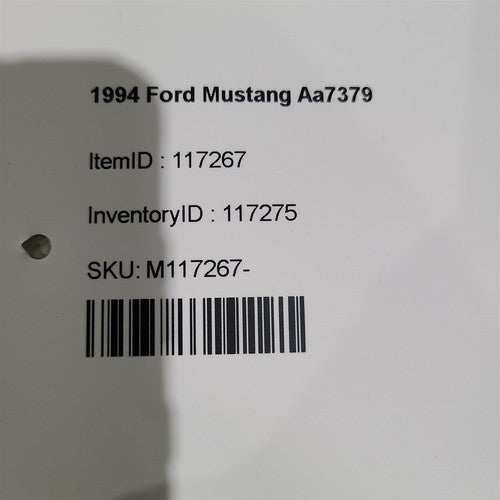 1994 Ford Mustang Aa7379
ItemID : 117267
InventoryID : 117275
SKU: M117267-